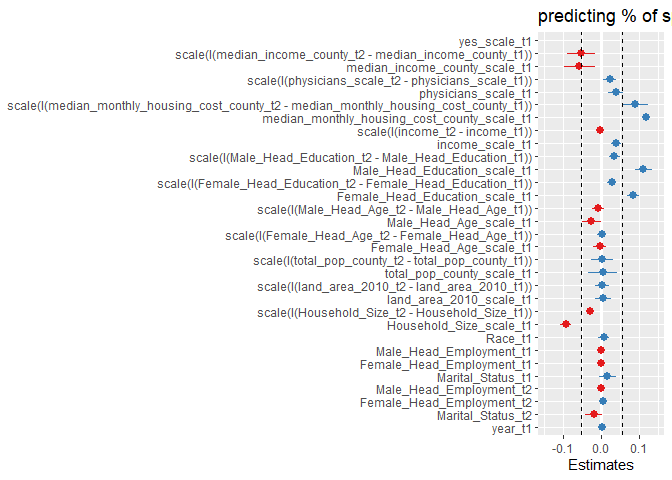 predicting % of s
yes_scale_t1
scale(I(median_income_county_t2 - median_income_county_t1))
median_income_county_scale_t1
scale(I(physicians_scale_t2 - physicians_scale_t1))
physicians_scale_t1
scale(I(median_monthly_housing_cost_county_t2 - median_monthly_housing_cost_county_t1))
median_monthly_housing_cost_county_scale_t1
scale(I(income_t2 - income_t1))
income_scale_t1
scale(I(Male_Head_Education_t2 - Male_Head_Education_t1))
Male_Head_Education_scale_t1
scale(I(Female_Head_Education_t2 - Female_Head_Education_t1))
Female_Head_Education_scale_t1
scale(I(Male_Head_Age_t2 - Male_Head_Age_t1))
Male_Head_Age_scale_t1
scale(I(Female_Head_Age_t2 - Female_Head_Age_t1))
Female_Head_Age_scale_t1
scale(I(total_pop_county_t2 - total_pop_county_t1))
total_pop_county_scale_t1
scale(I(land_area_2010_t2 - land_area_2010_t1))
land_area_2010_scale_t1
scale(I(Household_Size_t2 - Household_Size_t1))
Household_Size_scale_t1
Race_t1
Male_Head_Employment_t1
Female_Head_Employment_t1
Marital_Status_t1
Male_Head_Employment_t2
Female_Head_Employment_t2
Marital_Status_t2
year_t1
-0.1 0.0 0.1
Estimates